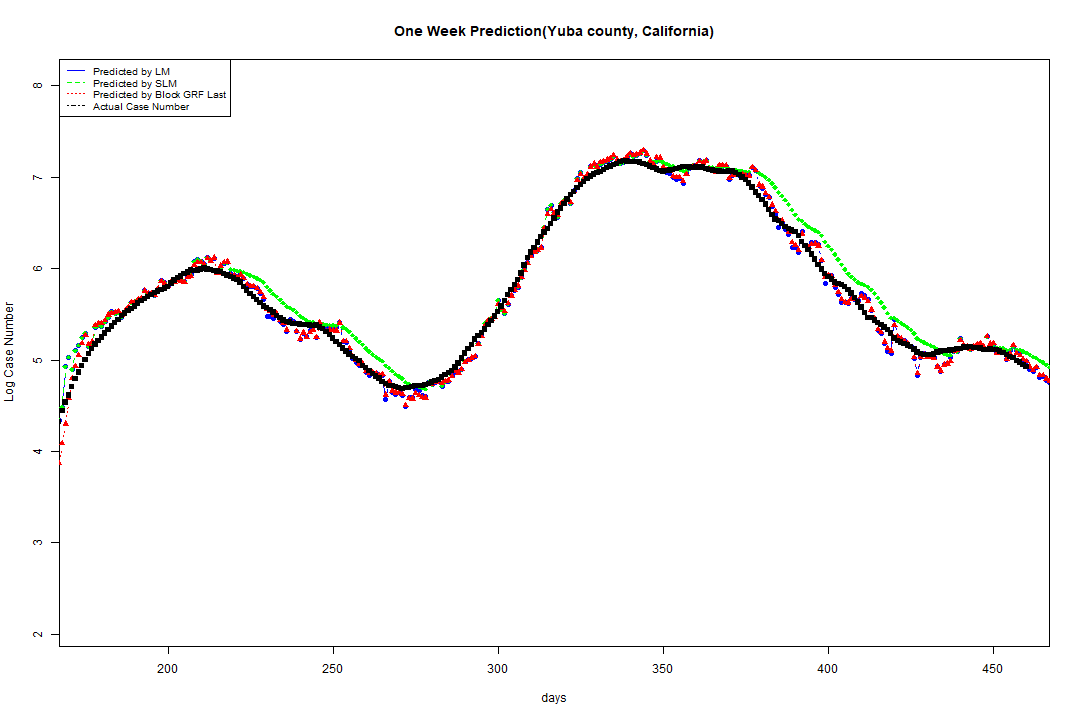 One Week Prediction(Yuba county, California)
Predicted by LM
Predicted by SLM
Predicted by Block GRF Last
Actual Case Number
8
7
6
5
4
3
2
Log Case Number
200 250 300 350 400 450
days